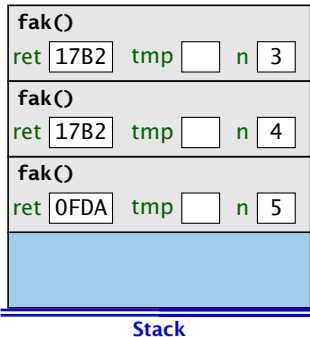 fak()
ret 17B2 tmp n 3
fak()
ret 17B2 tmp n 4
fak()
ret 0FDA tmp n 5
Stack